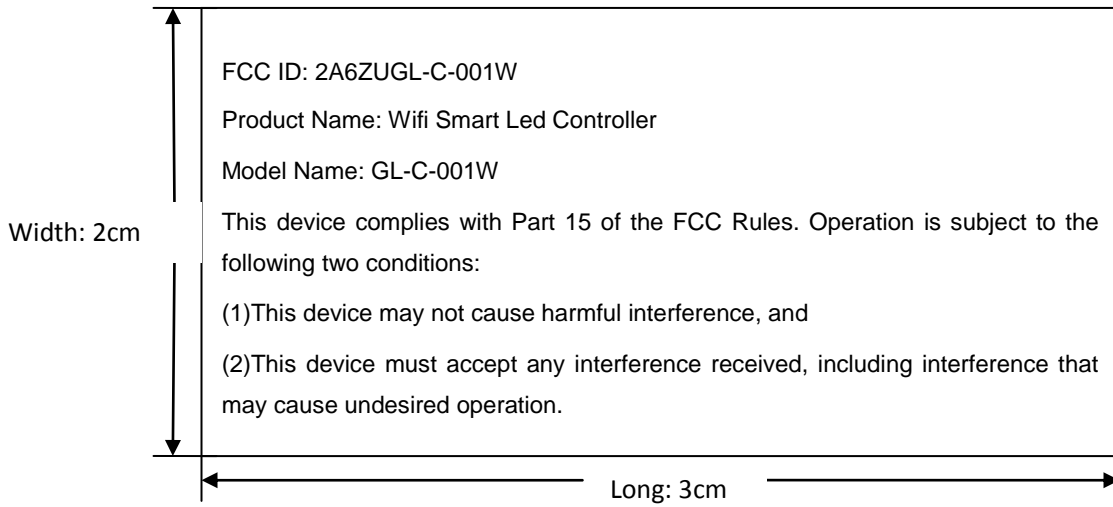 FCC ID: 2A6ZUGL-C-001W
Product Name: Wifi Smart Led Controller
Model Name: GL-C-001W
Width: 2cm
This device complies with Part 15 of the FCC Rules. Operation is subject to the
following two conditions:
(1)This device may not cause harmful interference, and
(2)This device must accept any interference received, including interference that
may cause undesired operation.
Long: 3cm